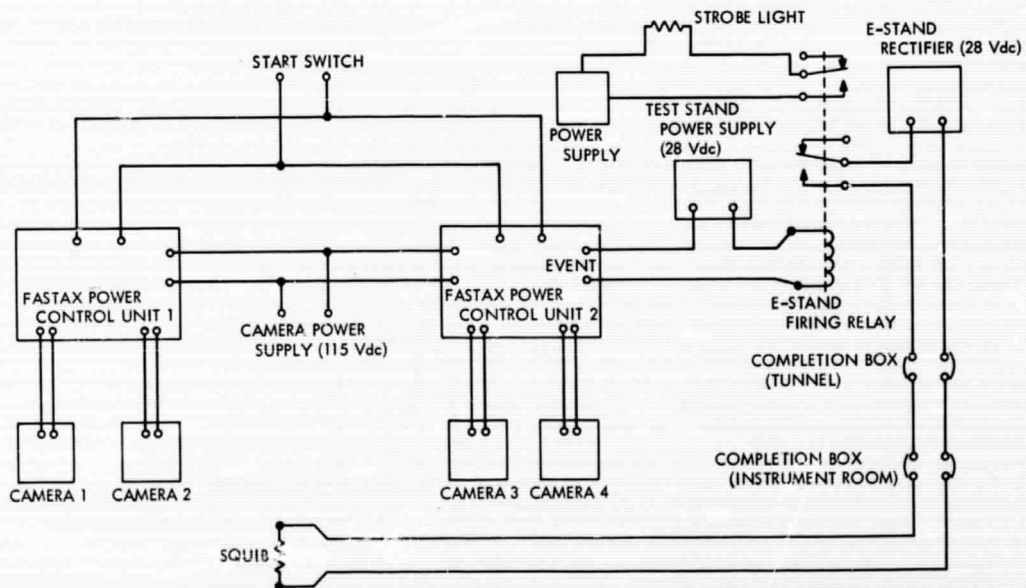 STROBE LIGHT
E-STAND
RECTIFIER (28 Vdc)
START SWITCH
POWER
SUPPLY
TEST STAND
POWER SUPPLY
(28 Vdc)
FASTAX POWER
CONTROL UNIT 1
CAMERA POWER
SUPPLY (115 Vdc)
EVENT
FASTAX POWER
CONTROL UNIT 2
E-STAND
FIRING RELAY
COMPLETION BOX
(TUNNEL)
COMPLETION BOX
(INSTRUMENT ROOM)
CAMERA 1
CAMERA 2
CAMERA 3
CAMERA 4
SQUIB